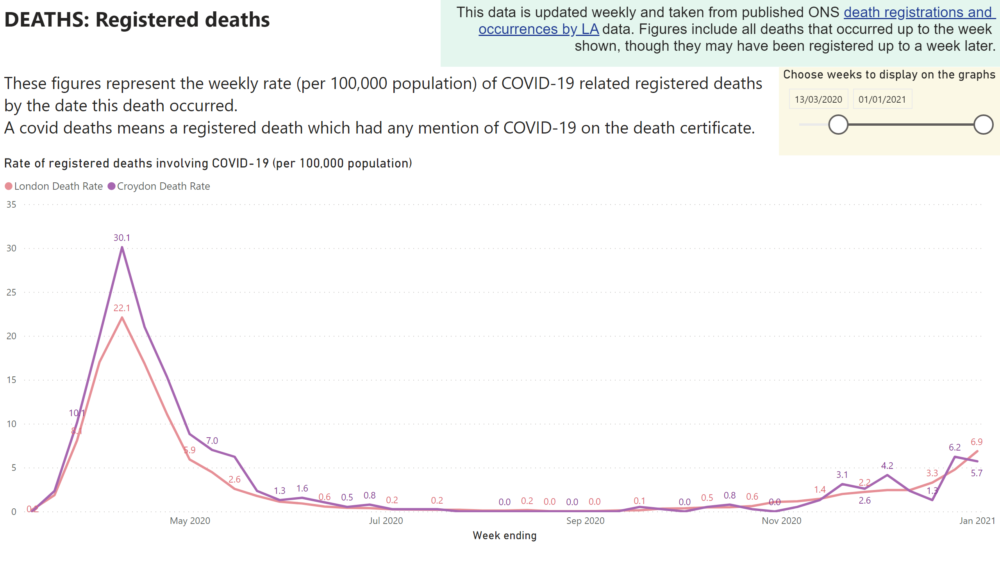 DEATHS: Registered deaths
This data is updated weekly and taken from published ONS death registrations and
occurrences by LA data. Figures include all deaths that occurred up to the week
shown, though they may have been registered up to a week later.
These figures represent the weekly rate (per 100,000 population) of COVID-19 related registered deaths
by the date this death occurred.
A covid deaths means a registered death which had any mention of COVID-19 on the death certificate.
Choose weeks to display on the graphs
13/03/2020 01/01/2021
Rate of registered deaths involving COVID-19 (per 100,000 population)
London Death Rate Croydon Death Rate
35
30.1
30
25
22.1
20
15
10.1
10
8.1
7.0
5.9
5
2.6
1.3 1.6 0.6 0.5 0.8 0.2 0.2 0.0 0.2 0.0 0.0 0.0 0.1 0.0 0.5 0.8 0.6 0.0 1.4 3.1 2.2 2.6 4.2 3.3 1.3 6.2 6.9 5.7
0
May 2020 Jul 2020 Sep 2020 Nov 2020 Jan 2021
Week ending